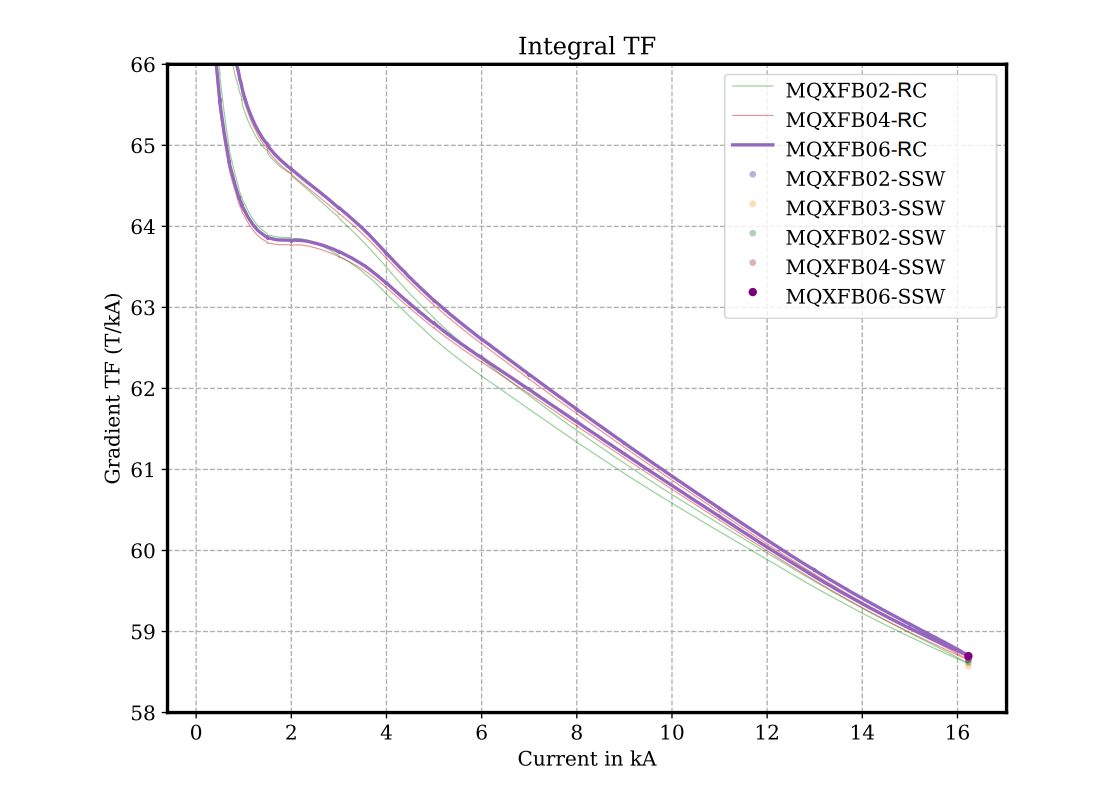 Integral TF
66
65
64
63
62
61
60
59
58
Gradient TF (T/kA)
MQXFB02-RC
MQXFB04-RC
MQXFB06-RC
MQXFB02-SSW
MQXFB03-SSW
MQXFB02-SSW
MQXFB04-SSW
MQXFB06-SSW
0 2 4 6 8 10 12 14 16
Current in kA